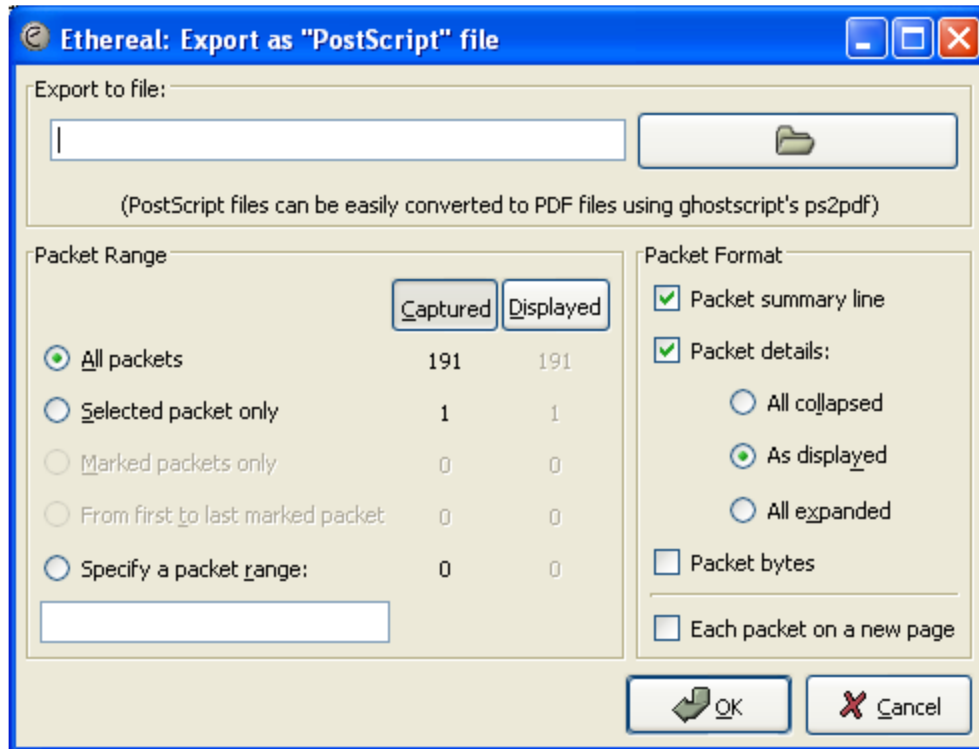 Ethereal: Export as "PostScript" file
Export to file:
(PostScript files can be easily converted to PDF files using ghostscript's ps2pdf)
Packet Range
Captured Displayed
All packets 191 191
Selected packet only 1 1
Marked packets only 0 0
From first to last marked packet 0 0
Specify a packet range: 0 0
Packet Format
Packet summary line
Packet details:
All collapsed
As displayed
All expanded
Packet bytes
Each packet on a new page
OK Cancel